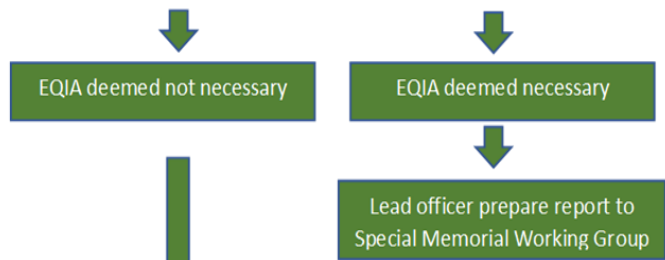 EQIA deemed not necessary
EQIA deemed necessary
Lead officer prepare report to
Special Memorial Working Group